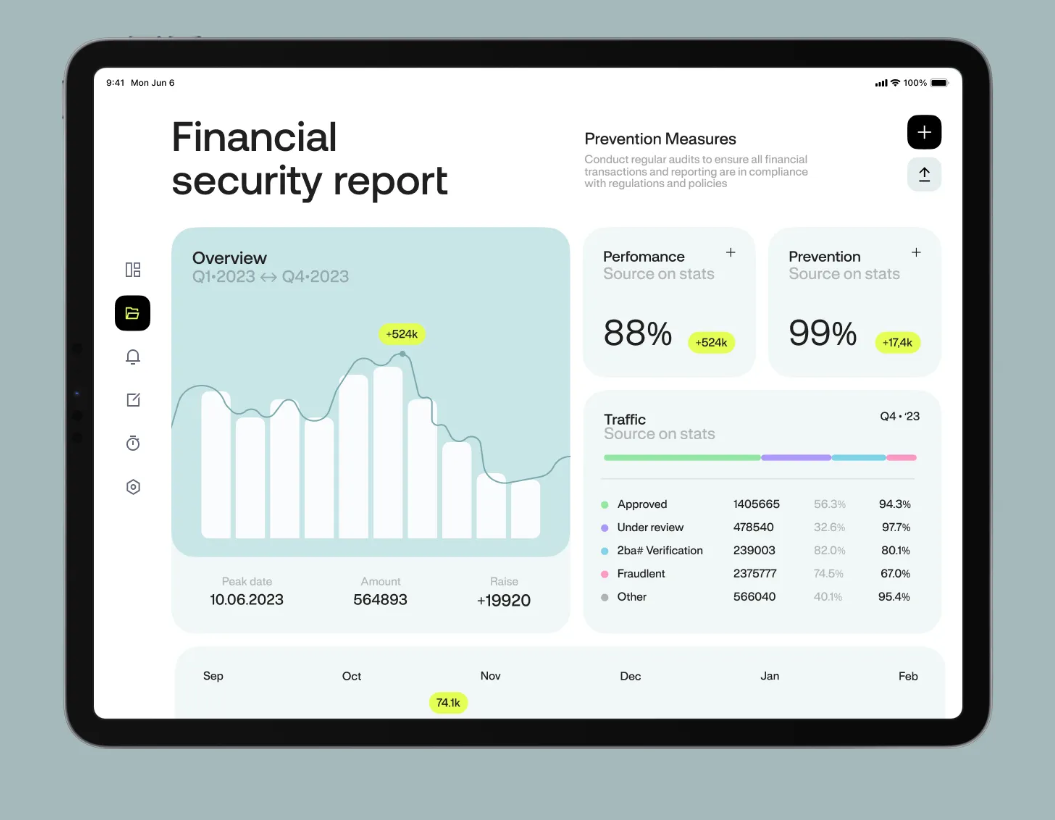 9:41 Mon Jun 6
100%
Financial
security report
Prevention Measures
Conduct regular audits to ensure all financial
transactions and reporting are in compliance
with regulations and policies
Overview
Q1•2023 ↔ Q4•2023
+524k
Peak date
10.06.2023
Amount
564893
Raise
+19920
Perfomance
Source on stats
88%
+524k
Prevention
Source on stats
99%
+17,4k
Traffic
Source on stats
Q4 • '23
Approved 1405665 56.3% 94.3%
Under review 478540 32.6% 97.7%
2ba# Verification 239003 82.0% 80.1%
Fraudlent 2375777 74.5% 67.0%
Other 566040 40.1% 95.4%
Sep Oct Nov Dec Jan Feb
74.1k